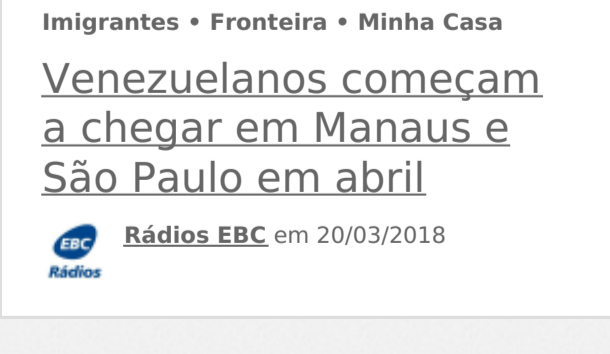 Imigrantes • Fronteira • Minha Casa
Venezuelanos começam
a chegar em Manaus e
São Paulo em abril
EBC
Rádios
Rádios EBC em 20/03/2018